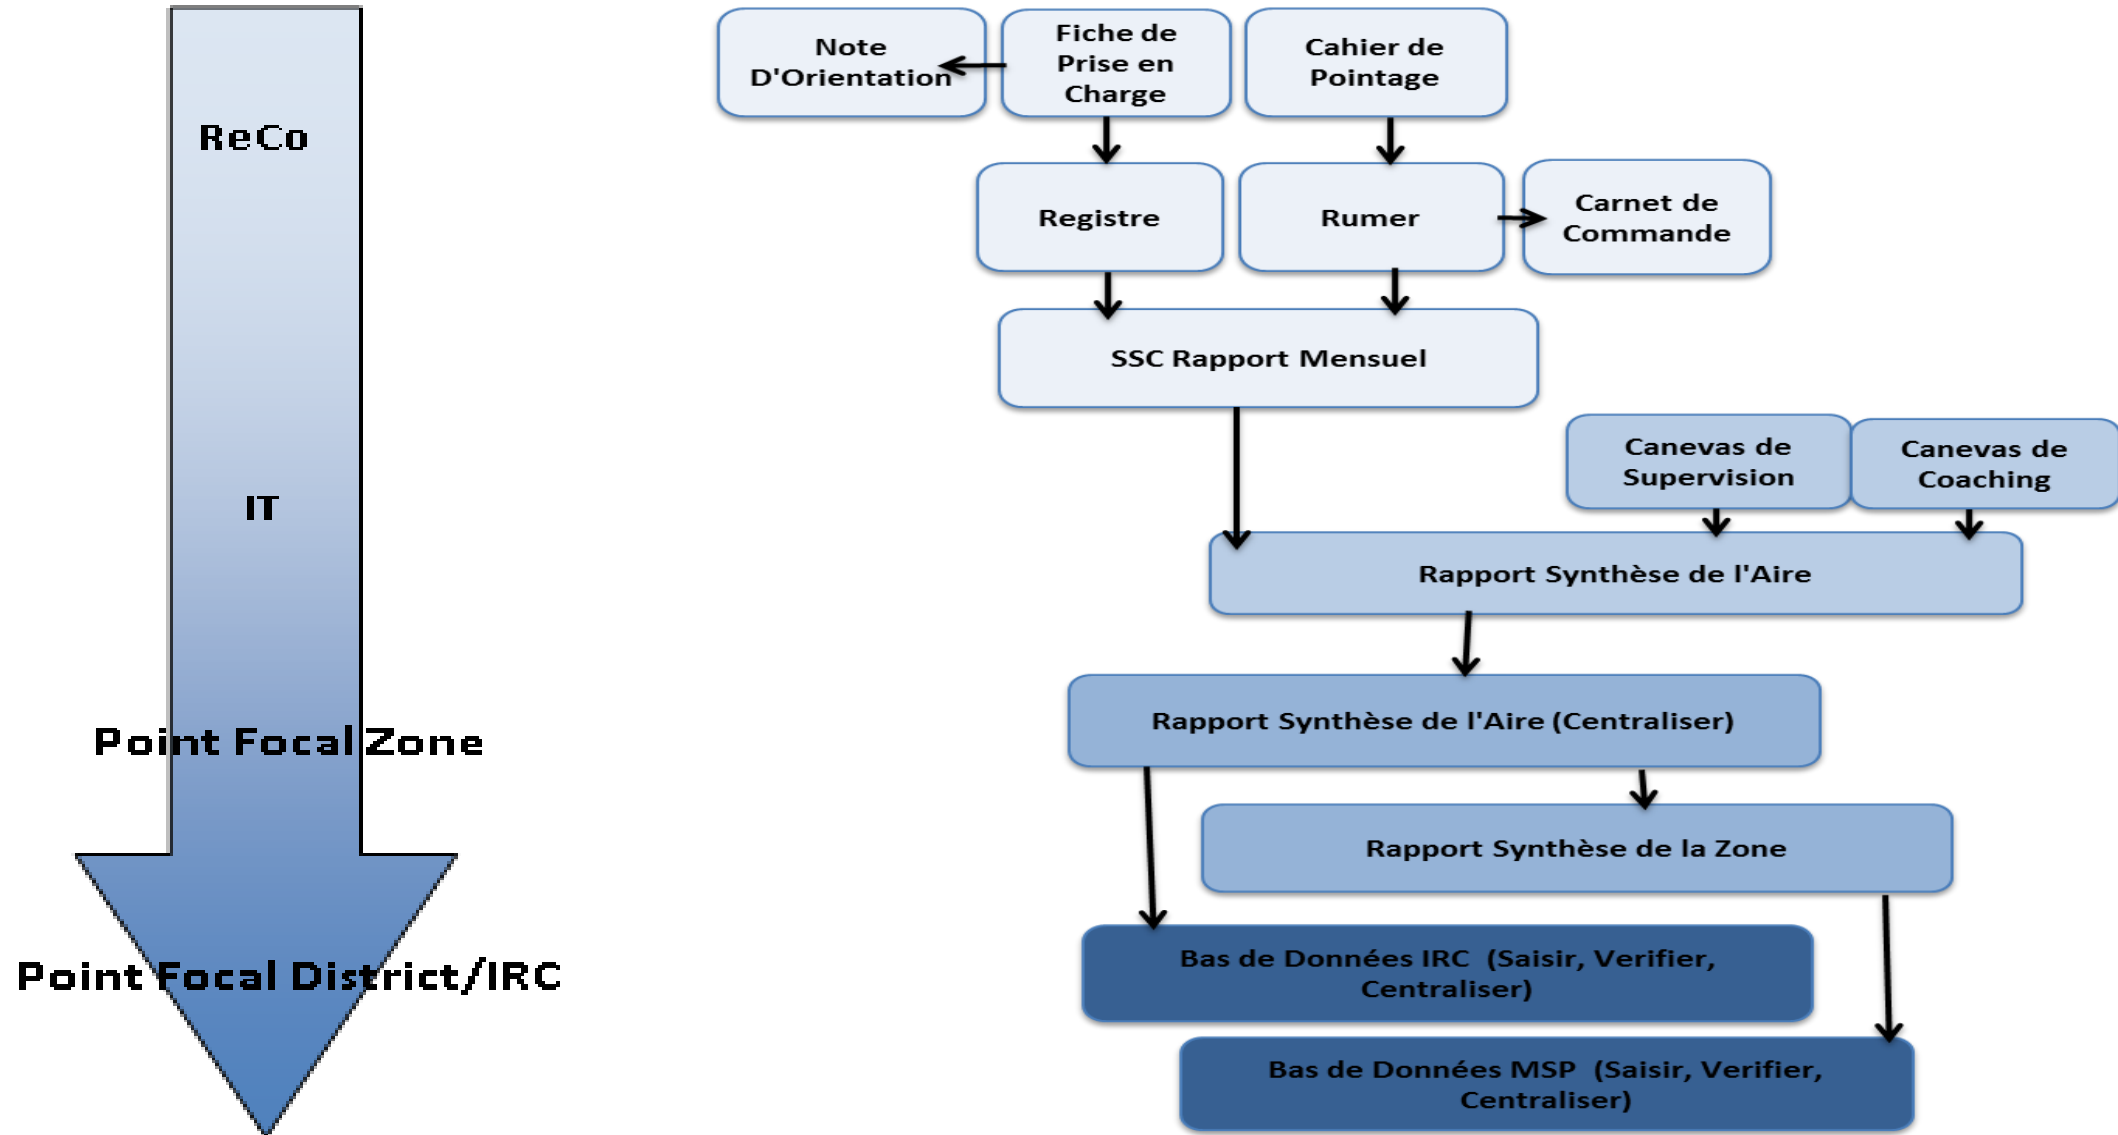 ReCo
IT
Point Focal Zone
Point Focal District/IRC
Note
D'Orientation
Fiche de
Prise en
Charge
Cahier de
Pointage
Registre
Rumer
Carnet de
Commande
SSC Rapport Mensuel
Canevas de
Supervision
Canevas de
Coaching
Rapport Synthèse de l'Aire
Rapport Synthèse de l'Aire (Centraliser)
Rapport Synthèse de la Zone
Bas de Données IRC (Saisir, Verifier,
Centraliser)
Bas de Données MSP (Saisir, Verifier,
Centraliser)